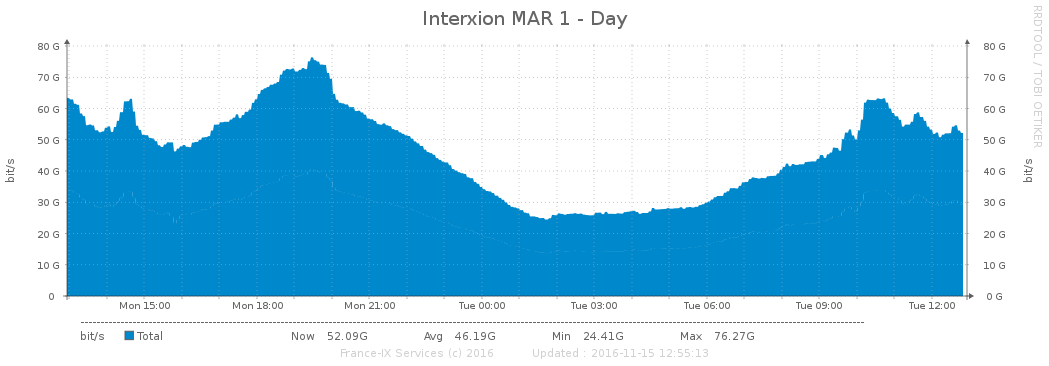 Interxion MAR 1 - Day
RRDTOOL / TOBI OETIKER
80 G 80 G
70 G 70 G
60 G 60 G
50 G 50 G
40 G 40 G
30 G 30 G
20 G 20 G
10 G 10 G
0 0 G
bit/s bit/s
Mon 15:00 Mon 18:00 Mon 21:00 Tue 00:00 Tue 03:00 Tue 06:00 Tue 09:00 Tue 12:00
bit/s Total Now 52.09G Avg 46.19G Min 24.41G Max 76.27G
France-IX Services (c) 2016 Updated : 2016-11-15 12:55:13